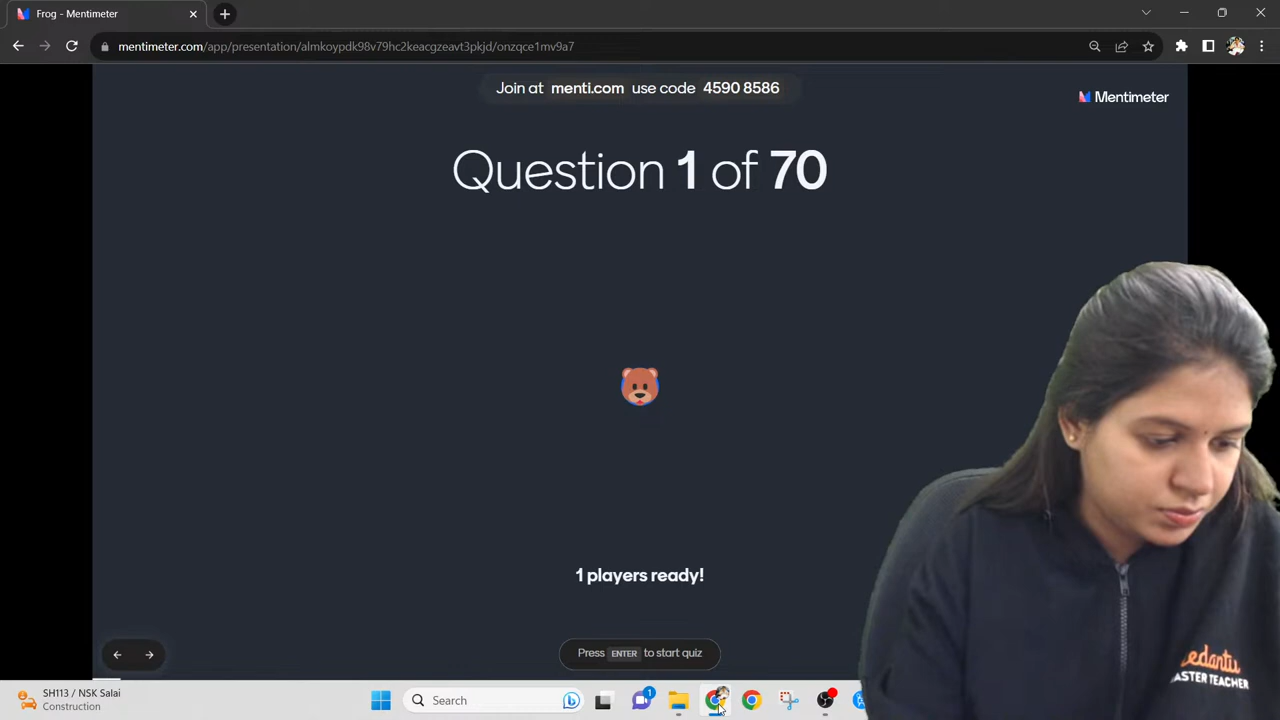 Frog - Mentimeter
mentimeter.com/app/presentation/almkoypdk98v79hc2keacgzeavt3pkjd/onzqce1mv9a7
Join at menti.com use code 4590 8586
Mentimeter
Question 1 of 70
1 players ready!
Press ENTER to start quiz
Vedantu
MASTER TEACHER
SH113 / NSK Salai
Construction
Search
1